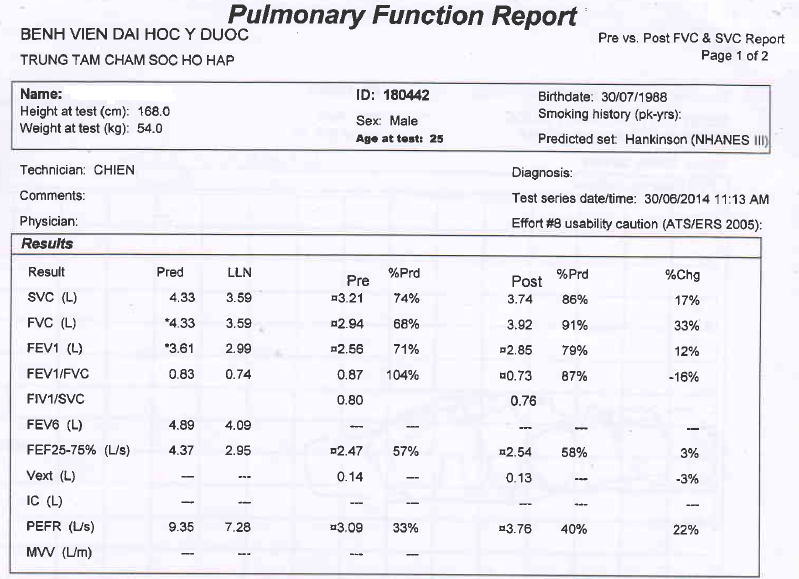 Pulmonary Function Report
BENH VIEN DAI HOC Y DUOC
Pre vs. Post FVC & SVC Report
TRUNG TAM CHAM SOC HO HAP
Page 1 of 2
Name:
ID: 180442
Birthdate: 30/07/1988
Height at test (cm): 168.0
Smoking history (pk-yrs):
Weight at test (kg): 54.0
Sex: Male
Age at test: 25
Predicted set: Hankinson (NHANES III)
Technician: CHIEN
Diagnosis:
Comments:
Test series date/time: 30/06/2014 11:13 AM
Physician:
Effort #8 usability caution (ATS/ERS 2005):
Results
Result Pred LLN Pre %Prd Post %Prd %Chg
SVC (L) 4.33 3.59 ¤3.21 74% 3.74 86% 17%
FVC (L) *4.33 3.59 ¤2.94 68% 3.92 91% 33%
FEV1 (L) *3.61 2.99 ¤2.56 71% ¤2.85 79% 12%
FEV1/FVC 0.83 0.74 0.87 104% ¤0.73 87% -16%
FIV1/SVC 0.80 0.76
FEV6 (L) 4.89 4.09 --- --- --- --- ---
FEF25-75% (L/s) 4.37 2.95 ¤2.47 57% ¤2.54 58% 3%
Vext (L) --- --- 0.14 --- 0.13 --- -3%
IC (L) --- --- --- --- --- --- ---
PEFR (L/s) 9.35 7.28 ¤3.09 33% ¤3.76 40% 22%
MVV (L/m) --- --- --- --- --- --- ---